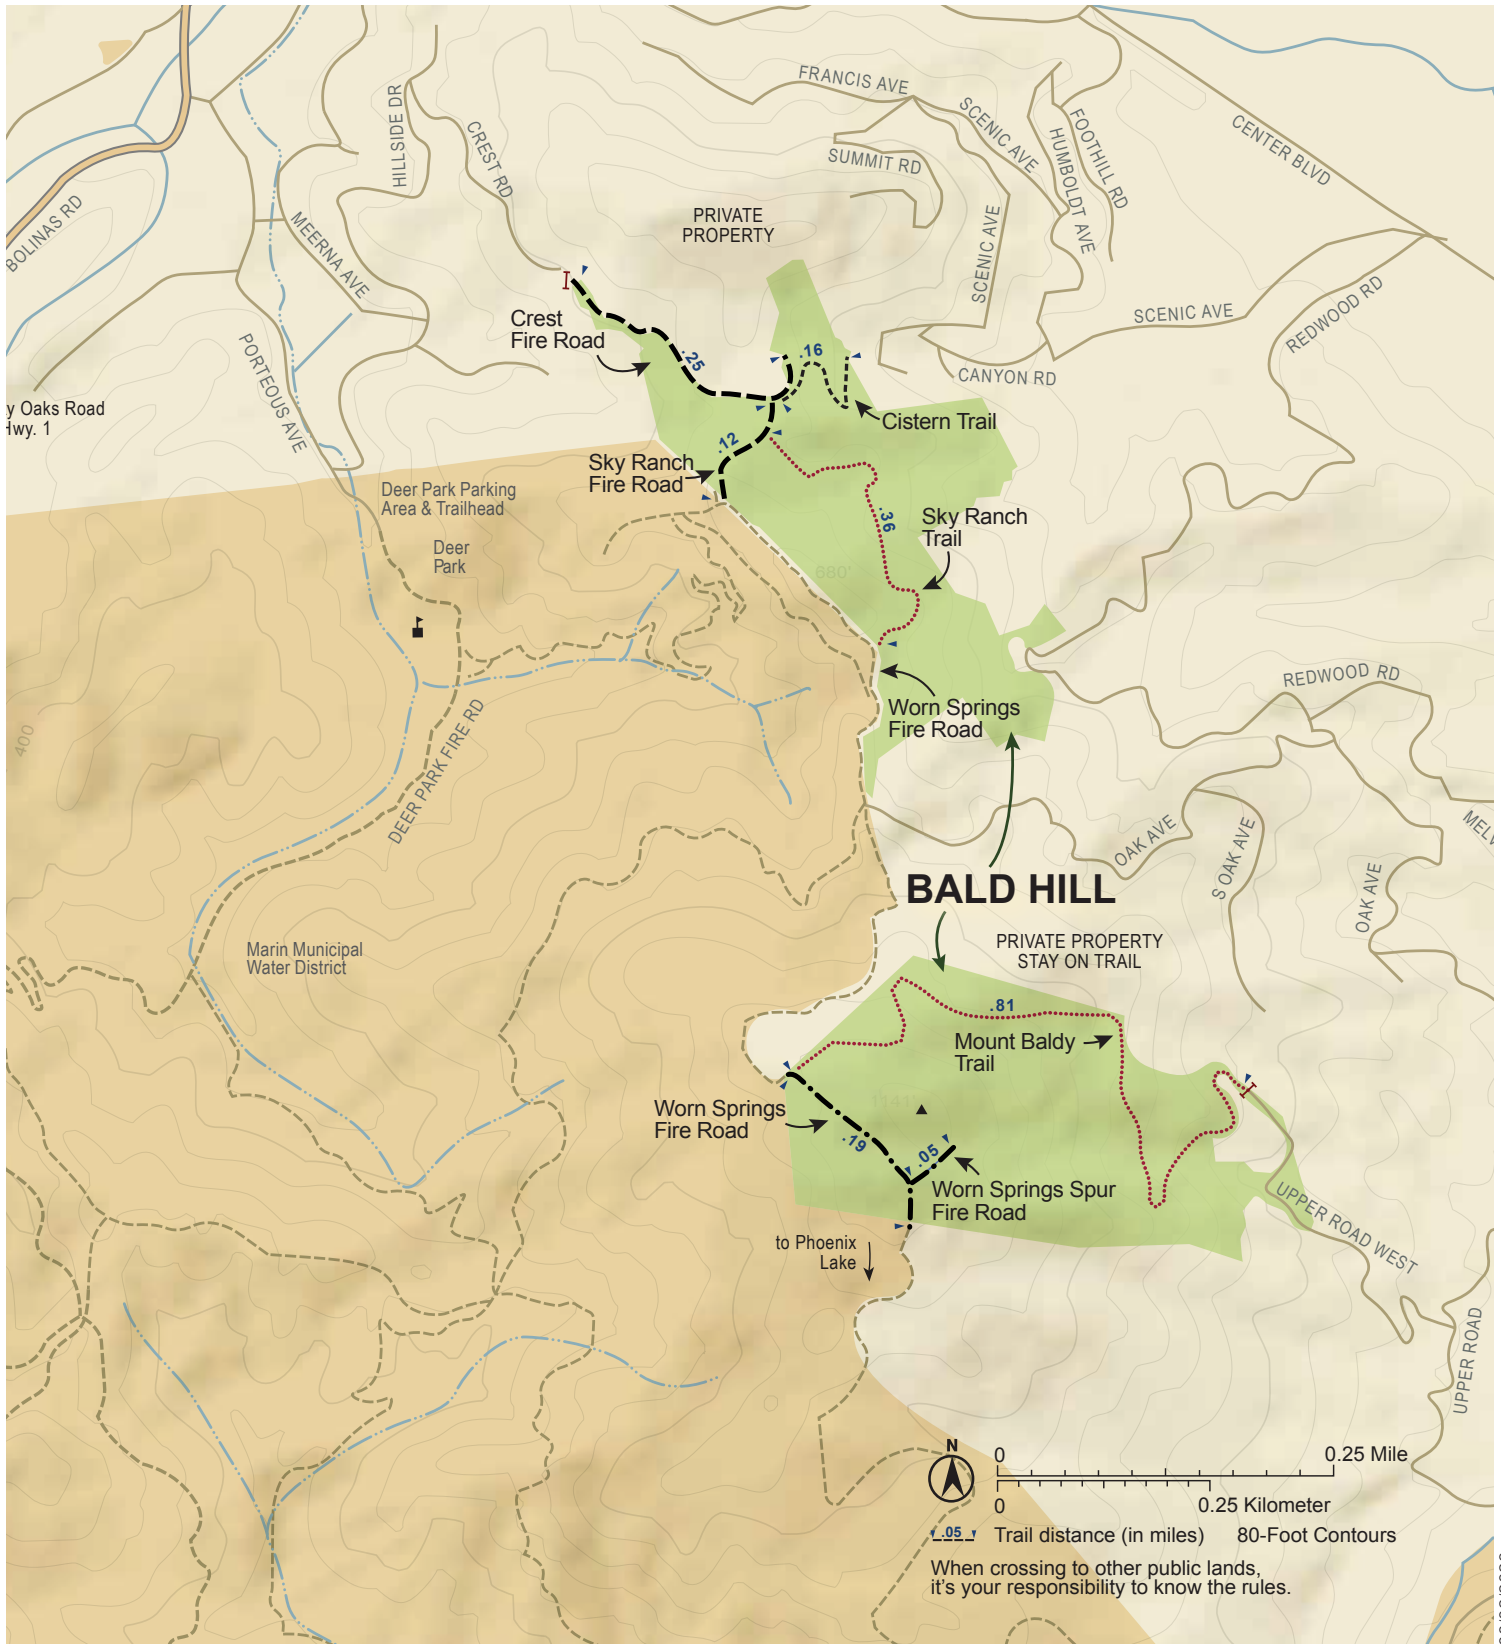 FRANCIS AVE
SCENIC AVE
FOOTHILL RD
HUMBOLDT AVE
CENTER BLVD
HILLSIDE DR
CREST RD
SUMMIT RD
BOLINAS RD
MEERNA AVE
PRIVATE
PROPERTY
SCENIC AVE
SCENIC AVE
REDWOOD RD
Crest
Fire Road
.25
.16
CANYON RD
PORTEOUS AVE
y Oaks Road
Hwy. 1
Cistern Trail
.12
Sky Ranch
Fire Road
Deer Park Parking
Area & Trailhead
Deer
Park
.36
Sky Ranch
Trail
680'
400
DEER PARK FIRE RD
Worn Springs
Fire Road
REDWOOD RD
OAK AVE
S OAK AVE
OAK AVE
BALD HILL
Marin Municipal
Water District
PRIVATE PROPERTY
STAY ON TRAIL
.81
Mount Baldy
Trail
1141'
Worn Springs
Fire Road
.19
.05
Worn Springs Spur
Fire Road
UPPER ROAD WEST
to Phoenix
Lake
UPPER ROAD
N
0
0.25 Mile
0
0.25 Kilometer
.05
Trail distance (in miles)
80-Foot Contours
When crossing to other public lands,
it's your responsibility to know the rules.